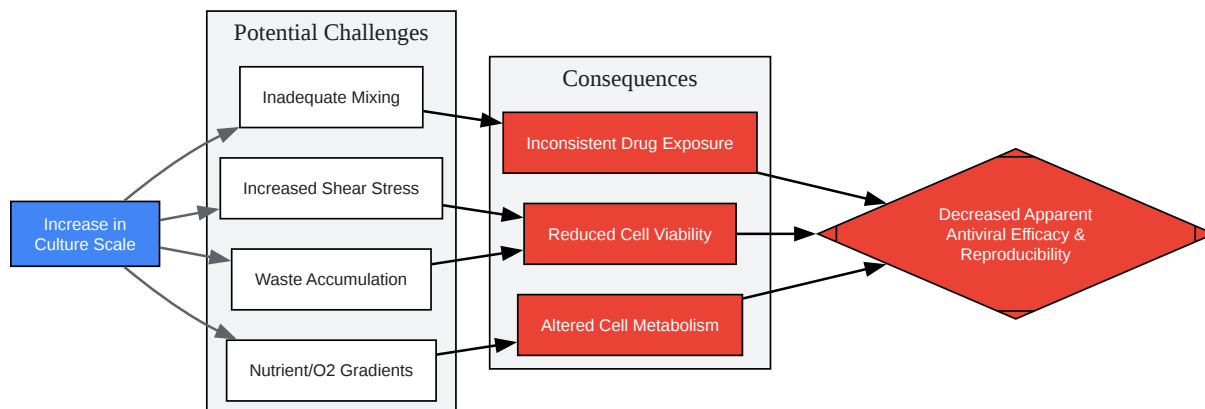 Potential Challenges
Inadequate Mixing
Increased Shear Stress
Waste Accumulation
Nutrient/O2 Gradients
Consequences
Inconsistent Drug Exposure
Reduced Cell Viability
Altered Cell Metabolism
Increase in
Culture Scale
Decreased Apparent
Antiviral Efficacy &
Reproducibility